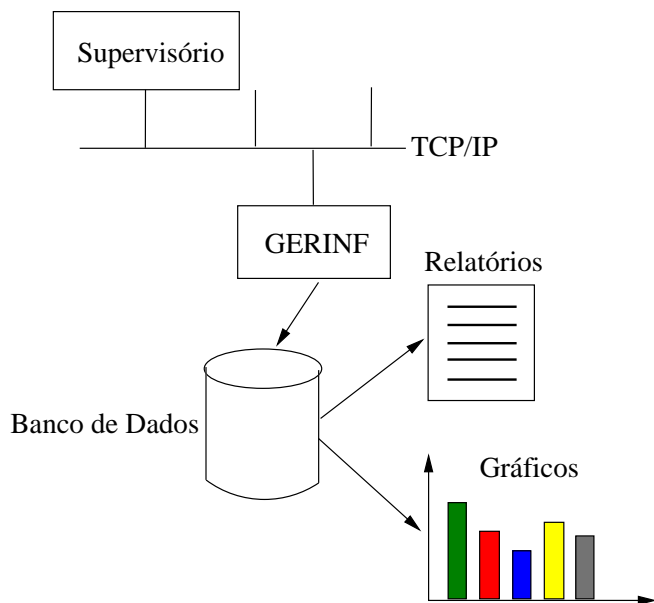 Supervisório
TCP/IP
GERINF
Relatórios
Banco de Dados
Gráficos